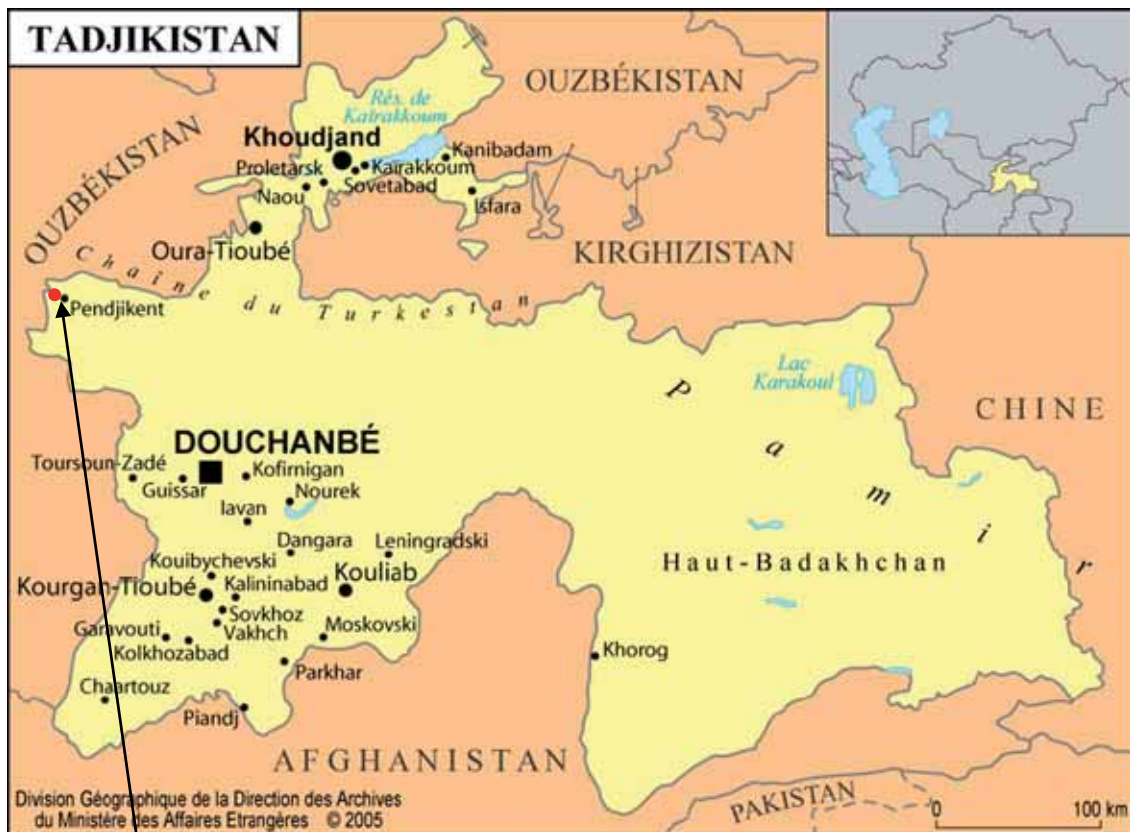 TADJIKISTAN
OUZBÉKISTAN
Rés. de
Kaïrakkoum
Khoudjand
Kanibadam
Proletarsk
Kaïrakkoum
Sovetabad
Naou
Isfara
OUZBÉKISTAN
Oura-Tioubé
KIRGHIZISTAN
Chaîne du Turkestan
Pendjikent
Lac
Karakoul
Pamir
CHINE
DOUCHANBÉ
Toursoun-Zadé
Kofirnigan
Guissar
Nourek
Iavan
Dangara
Leningradski
Kouibychevski
Haut-Badakhchan
Kourgan-Tioubé
Kalininabad
Kouliab
Sovkhoz
Garavouti
Vakhch
Moskovski
Kolkhozabad
Khorog
Parkhar
Chaartouz
Piandj
AFGHANISTAN
PAKISTAN
Division Géographique de la Direction des Archives
du Ministère des Affaires Etrangères © 2005
0 100 km